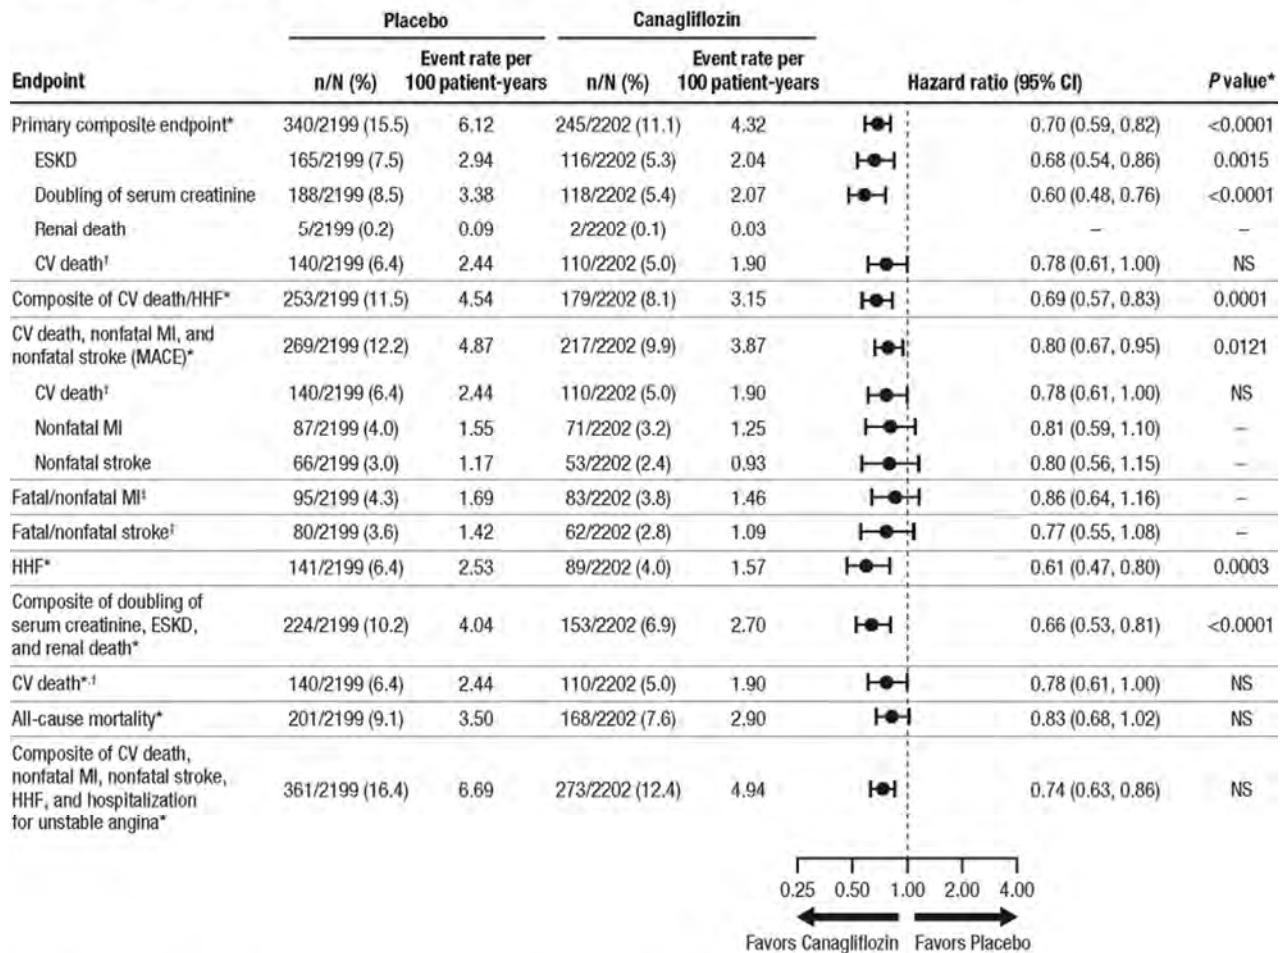 Placebo Canagliflozin
Event rate per Event rate per
Endpoint n/N (%) 100 patient-years n/N (%) 100 patient-years Hazard ratio (95% CI) P value*
Primary composite endpoint* 340/2199 (15.5) 6.12 245/2202 (11.1) 4.32 0.70 (0.59, 0.82) <0.0001
ESKD 165/2199 (7.5) 2.94 116/2202 (5.3) 2.04 0.68 (0.54, 0.86) 0.0015
Doubling of serum creatinine 188/2199 (8.5) 3.38 118/2202 (5.4) 2.07 0.60 (0.48, 0.76) <0.0001
Renal death 5/2199 (0.2) 0.09 2/2202 (0.1) 0.03 – –
CV death† 140/2199 (6.4) 2.44 110/2202 (5.0) 1.90 0.78 (0.61, 1.00) NS
Composite of CV death/HHF* 253/2199 (11.5) 4.54 179/2202 (8.1) 3.15 0.69 (0.57, 0.83) 0.0001
CV death, nonfatal MI, and
nonfatal stroke (MACE)* 269/2199 (12.2) 4.87 217/2202 (9.9) 3.87 0.80 (0.67, 0.95) 0.0121
CV death† 140/2199 (6.4) 2.44 110/2202 (5.0) 1.90 0.78 (0.61, 1.00) NS
Nonfatal MI 87/2199 (4.0) 1.55 71/2202 (3.2) 1.25 0.81 (0.59, 1.10) –
Nonfatal stroke 66/2199 (3.0) 1.17 53/2202 (2.4) 0.93 0.80 (0.56, 1.15) –
Fatal/nonfatal MI‡ 95/2199 (4.3) 1.69 83/2202 (3.8) 1.46 0.86 (0.64, 1.16) –
Fatal/nonfatal stroke‡ 80/2199 (3.6) 1.42 62/2202 (2.8) 1.09 0.77 (0.55, 1.08) –
HHF* 141/2199 (6.4) 2.53 89/2202 (4.0) 1.57 0.61 (0.47, 0.80) 0.0003
Composite of doubling of
serum creatinine, ESKD, 224/2199 (10.2) 4.04 153/2202 (6.9) 2.70 0.66 (0.53, 0.81) <0.0001
and renal death*
CV death*,† 140/2199 (6.4) 2.44 110/2202 (5.0) 1.90 0.78 (0.61, 1.00) NS
All-cause mortality* 201/2199 (9.1) 3.50 168/2202 (7.6) 2.90 0.83 (0.68, 1.02) NS
Composite of CV death,
nonfatal MI, nonfatal stroke,
HHF, and hospitalization 361/2199 (16.4) 6.69 273/2202 (12.4) 4.94 0.74 (0.63, 0.86) NS
for unstable angina*
0.25 0.50 1.00 2.00 4.00
Favors Canagliflozin Favors Placebo